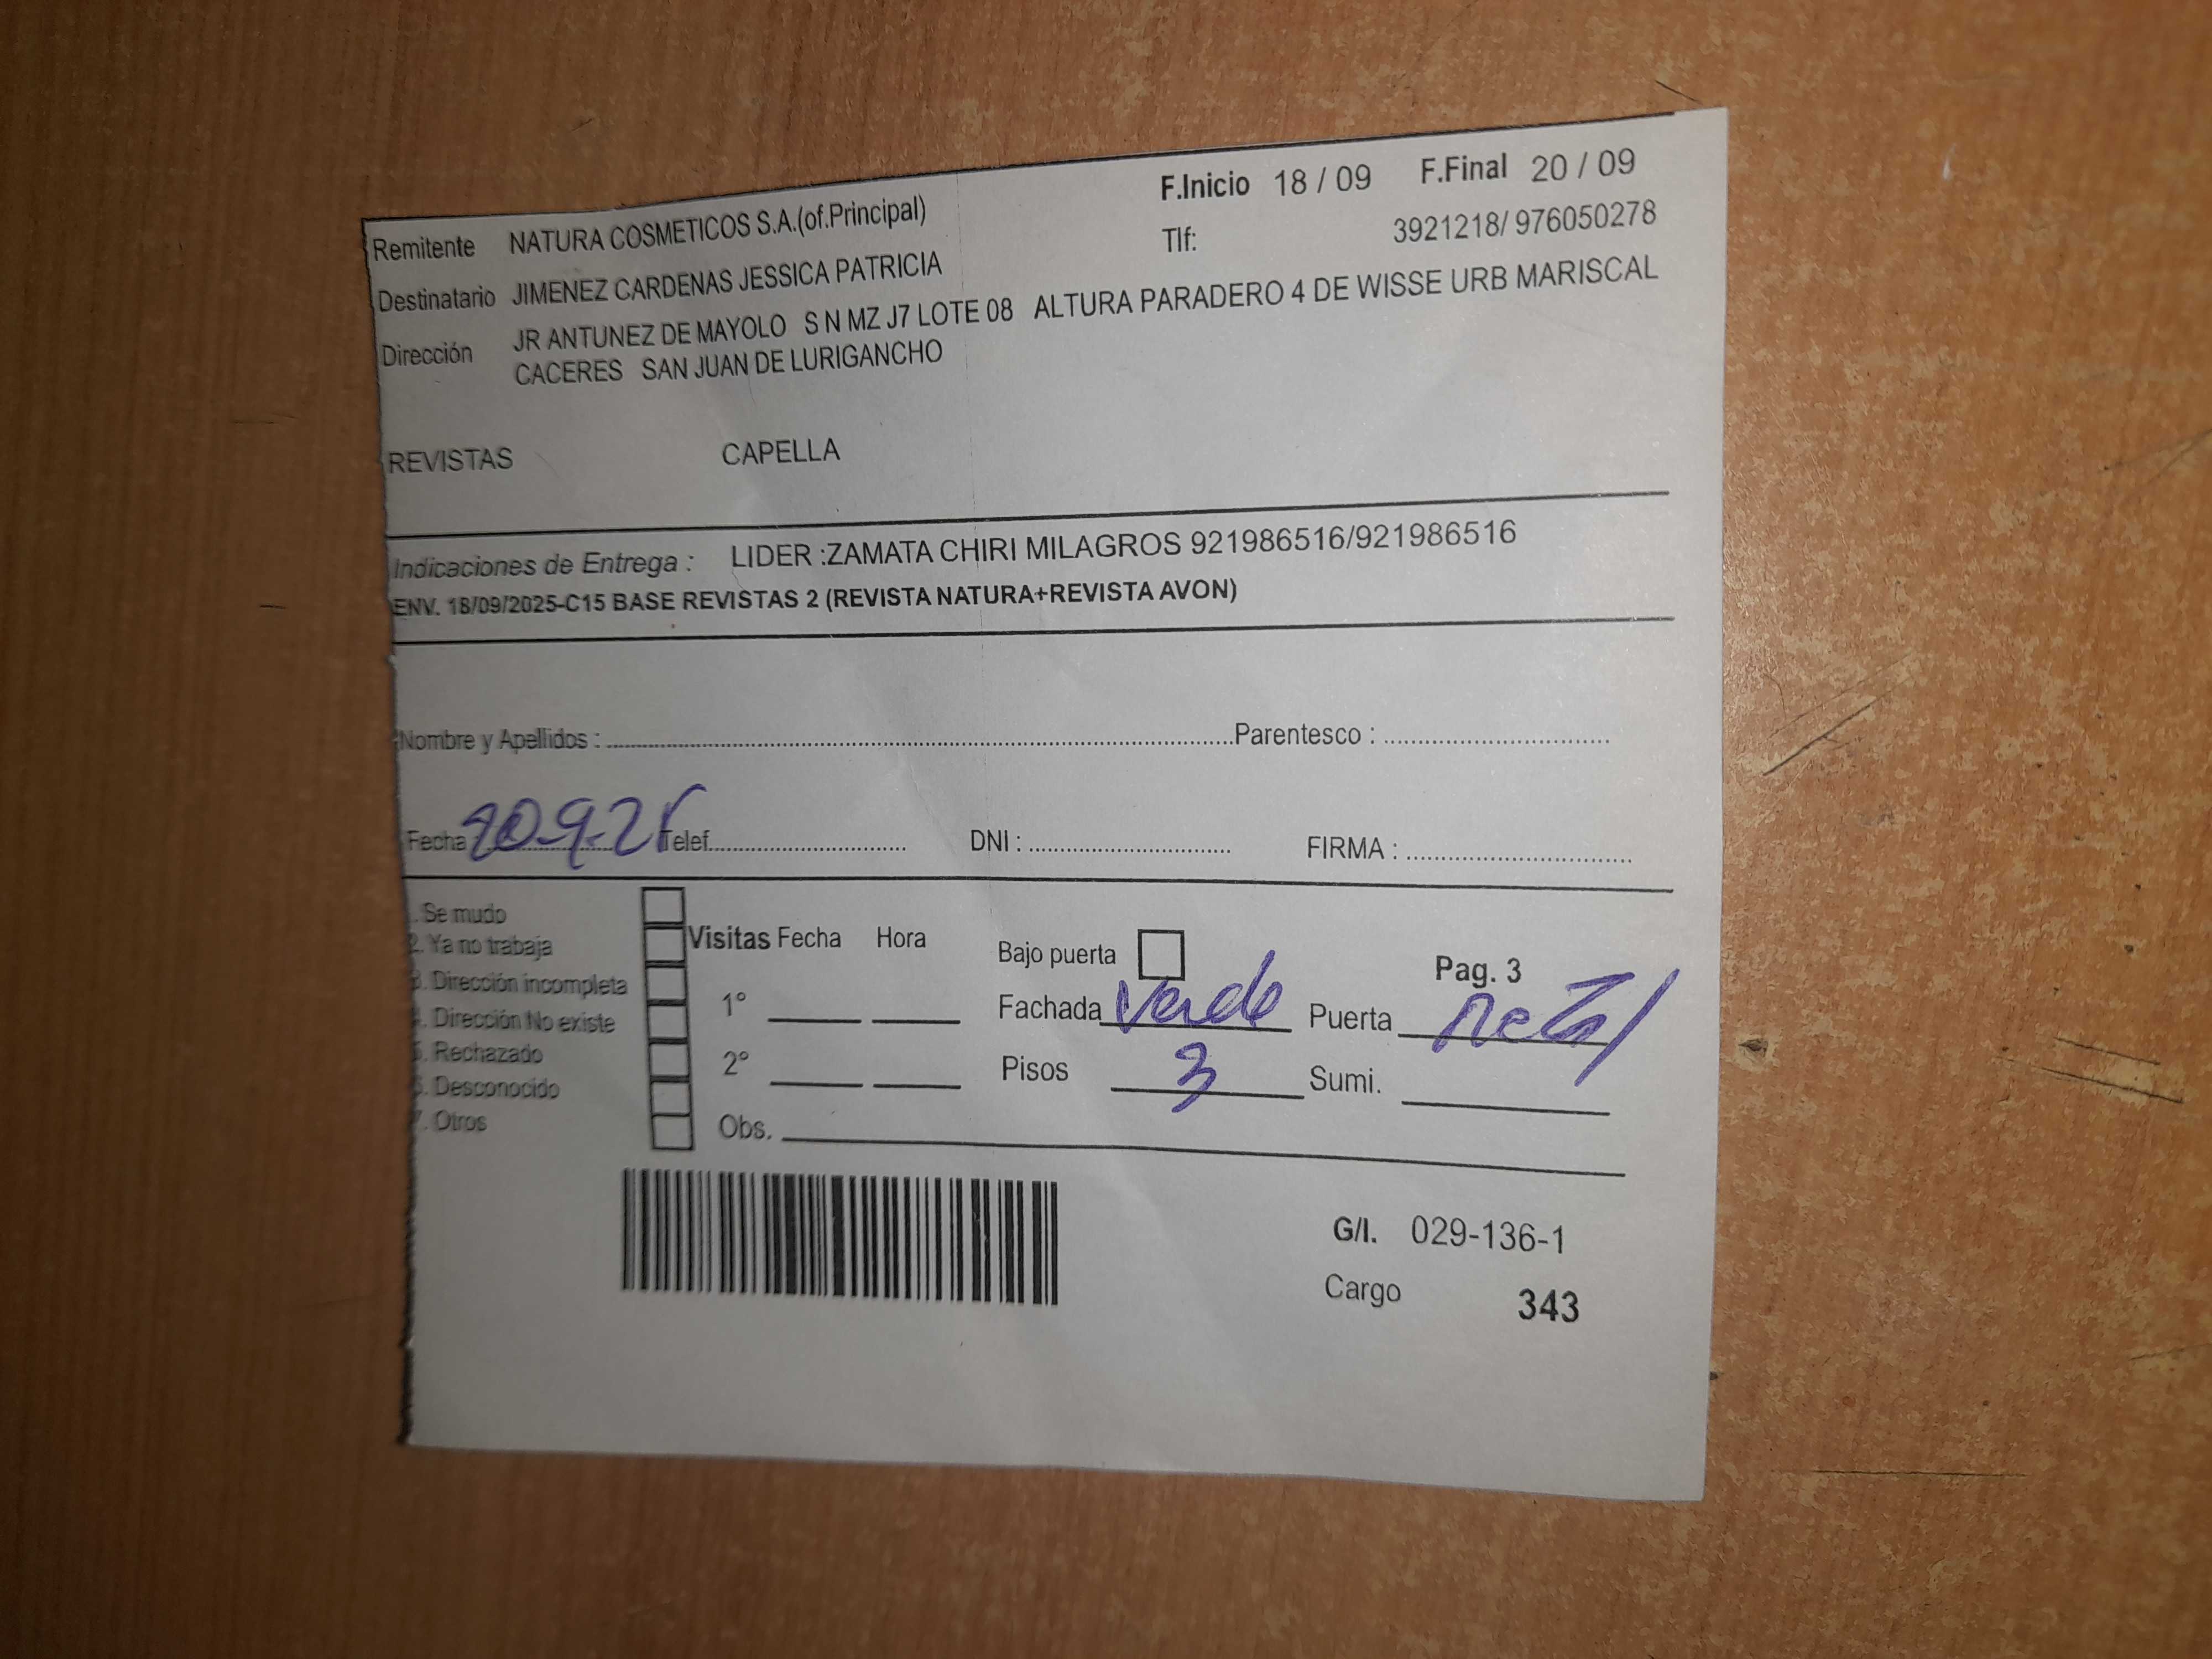 F.Inicio 18 / 09 F.Final 20 / 09
Remitente NATURA COSMETICOS S.A.(of.Principal) Tlf: 3921218/ 976050278
Destinatario JIMENEZ CARDENAS JESSICA PATRICIA
Dirección JR ANTUNEZ DE MAYOLO S N MZ J7 LOTE 08 ALTURA PARADERO 4 DE WISSE URB MARISCAL
CACERES SAN JUAN DE LURIGANCHO
REVISTAS CAPELLA
Indicaciones de Entrega : LIDER :ZAMATA CHIRI MILAGROS 921986516/921986516
ENV. 18/09/2025-C15 BASE REVISTAS 2 (REVISTA NATURA+REVISTA AVON)
Nombre y Apellidos : Parentesco :
Fecha 20-9-25 Telef. DNI : FIRMA :
1. Se mudo
2. Ya no trabaja
3. Dirección incompleta
4. Dirección No existe
5. Rechazado
6. Desconocido
7. Otros
Visitas Fecha Hora
1°
2°
Obs.
Bajo puerta
Pag. 3
Fachada Verde Puerta Metal
Pisos 3 Sumi.
G/I. 029-136-1
Cargo 343